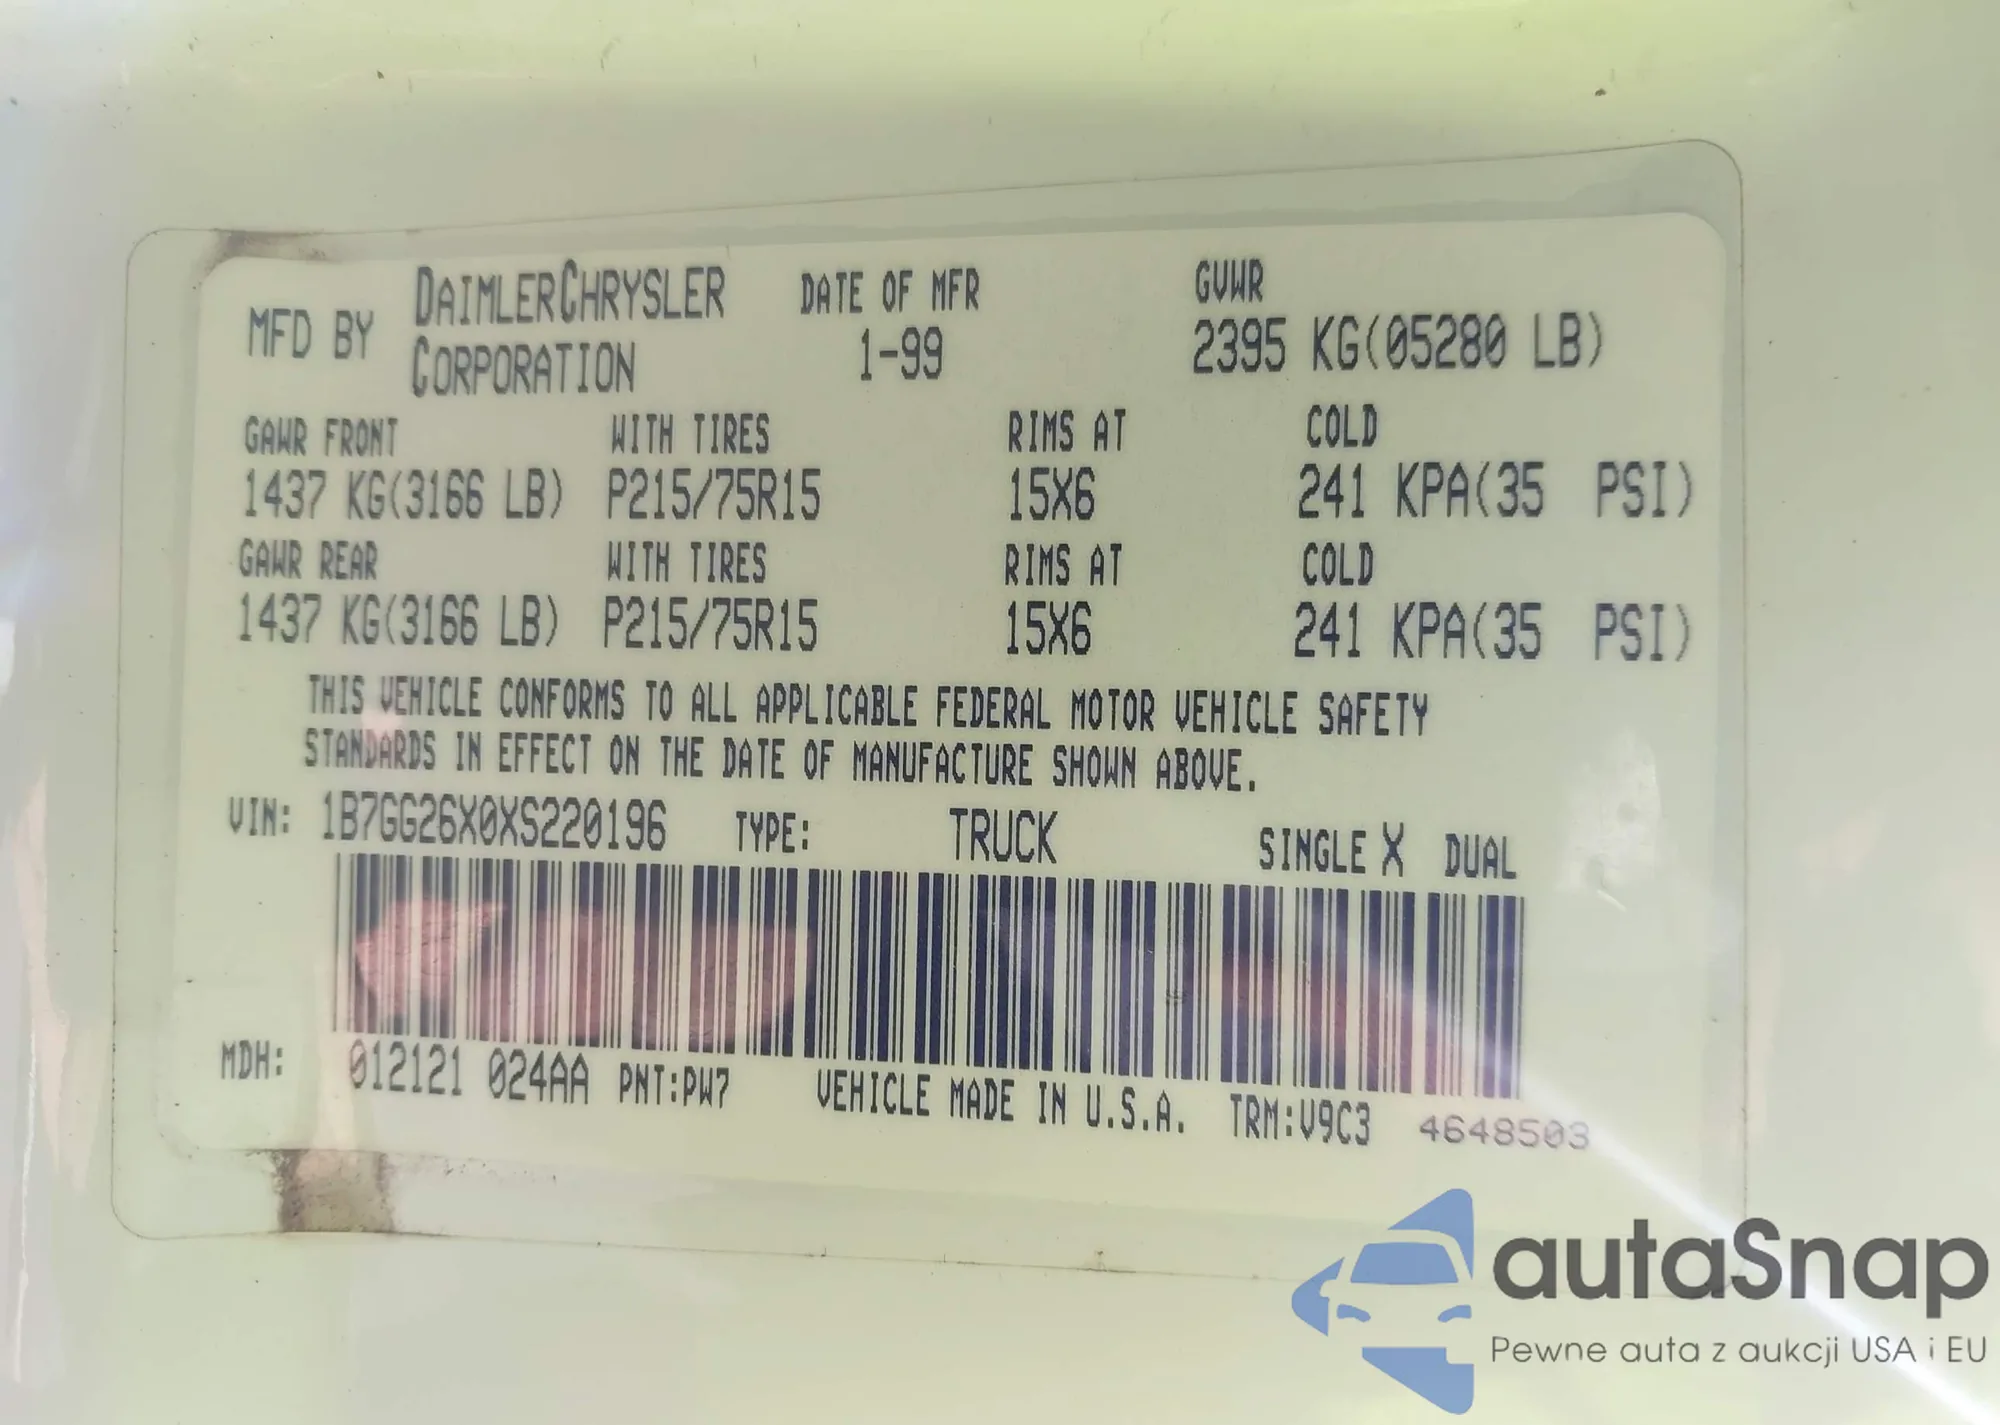 MFD BY DAIMLERCHRYSLER CORPORATION DATE OF MFR 1-99 GVWR 2395 KG(05280 LB)
GAWR FRONT WITH TIRES RIMS AT COLD
1437 KG(3166 LB) P215/75R15 15X6 241 KPA(35 PSI)
GAWR REAR WITH TIRES RIMS AT COLD
1437 KG(3166 LB) P215/75R15 15X6 241 KPA(35 PSI)
THIS VEHICLE CONFORMS TO ALL APPLICABLE FEDERAL MOTOR VEHICLE SAFETY
STANDARDS IN EFFECT ON THE DATE OF MANUFACTURE SHOWN ABOVE.
VIN: 1B7GG26X0XS220196 TYPE: TRUCK SINGLE X DUAL
MDH: 012121 024AA PNT:PW7 VEHICLE MADE IN U.S.A. TRM:V9C3 4648503
autaSnap
Pewne auta z aukcji USA i EU